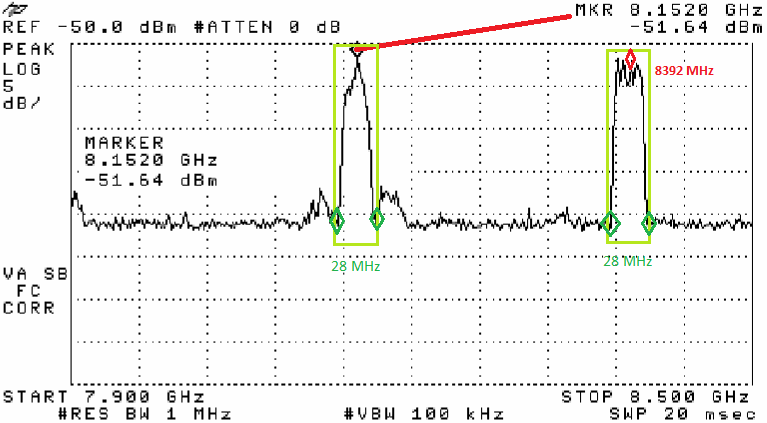 MKR 8.1520 GHz
REF -50.0 dBm #ATTEN 0 dB -51.64 dBm
PEAK
LOG
5
dB/
8392 MHz
MARKER
8.1520 GHz
-51.64 dBm
28 MHz
28 MHz
VA SB
FC
CORR
START 7.900 GHz STOP 8.500 GHz
#RES BW 1 MHz #VBW 100 kHz SWP 20 msec